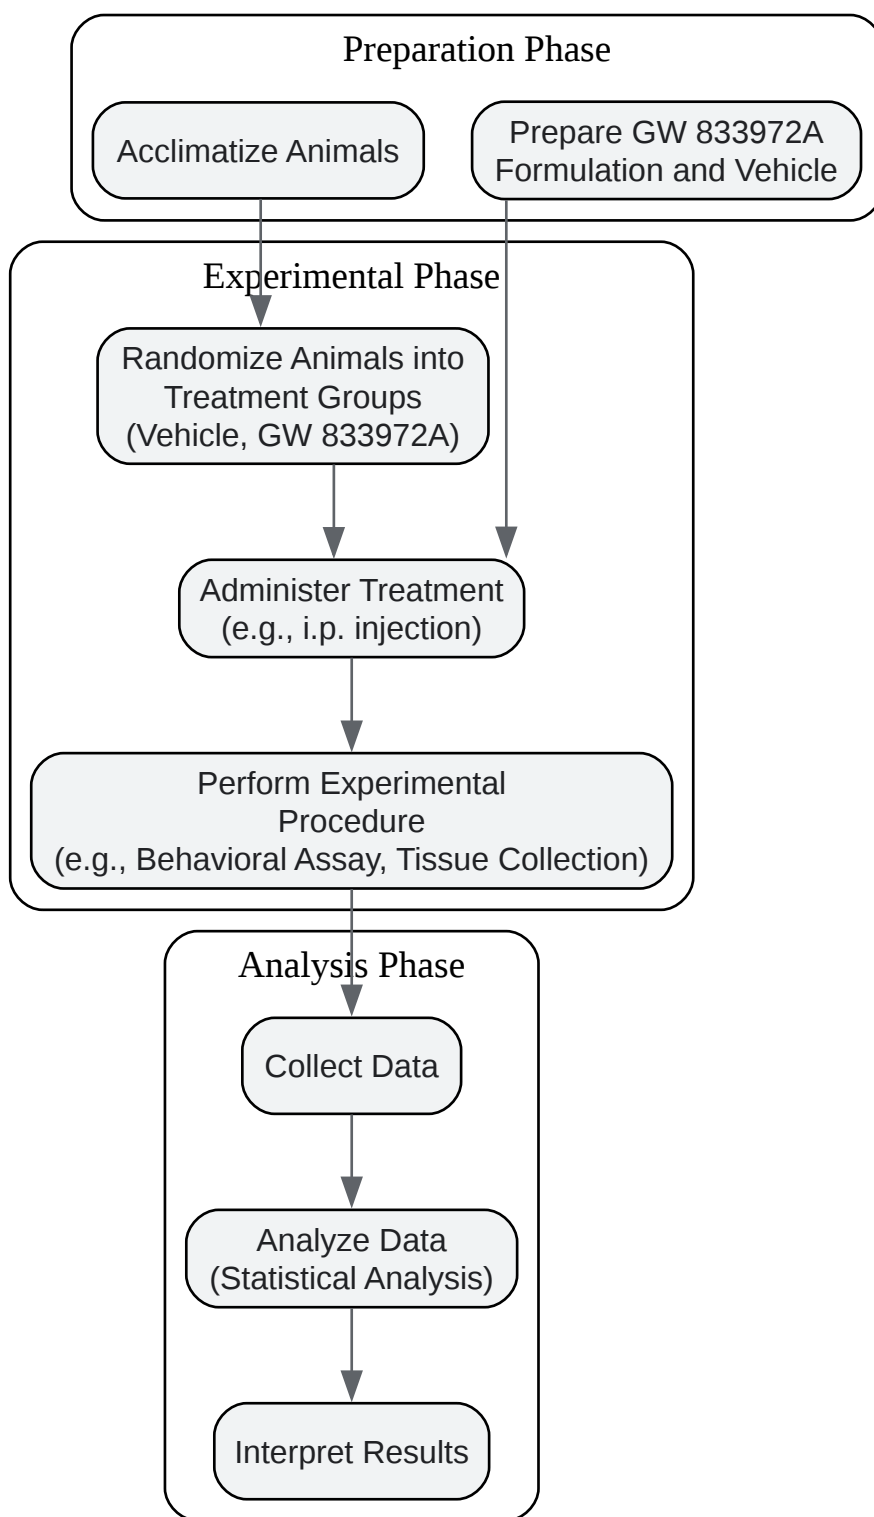 Preparation Phase
Acclimatize Animals
Prepare GW 833972A
Formulation and Vehicle
Experimental Phase
Randomize Animals into
Treatment Groups
(Vehicle, GW 833972A)
Administer Treatment
(e.g., i.p. injection)
Perform Experimental
Procedure
(e.g., Behavioral Assay, Tissue Collection)
Analysis Phase
Collect Data
Analyze Data
(Statistical Analysis)
Interpret Results